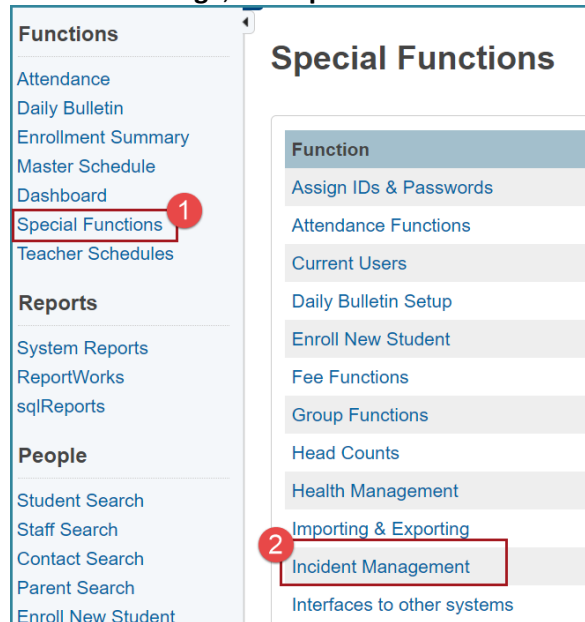 Functions
Attendance
Daily Bulletin
Enrollment Summary
Master Schedule
Dashboard
Special Functions
1
Teacher Schedules
Reports
System Reports
ReportWorks
sqlReports
People
Student Search
Staff Search
Contact Search
Parent Search
Enroll New Student
Special Functions
Function
Assign IDs & Passwords
Attendance Functions
Current Users
Daily Bulletin Setup
Enroll New Student
Fee Functions
Group Functions
Head Counts
Health Management
Importing & Exporting
2
Incident Management
Interfaces to other systems